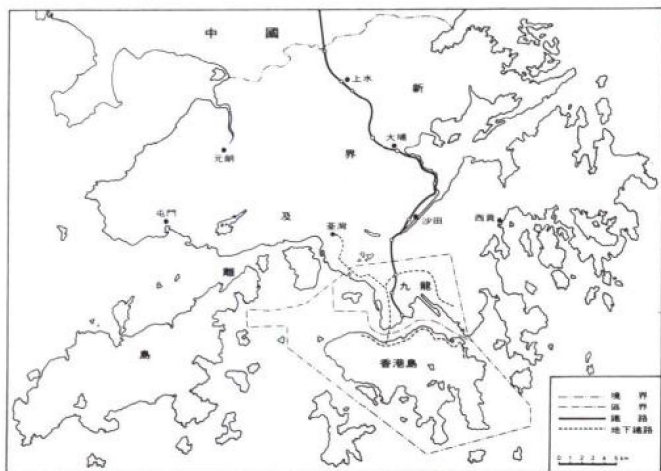 中國
上水
新
大埔
元朗
界
屯門
及
荃灣
沙田
西貢
離
九龍
島
香港島
境界
區界
鐵路
地下鐵路
0 1 2 3 4 5km